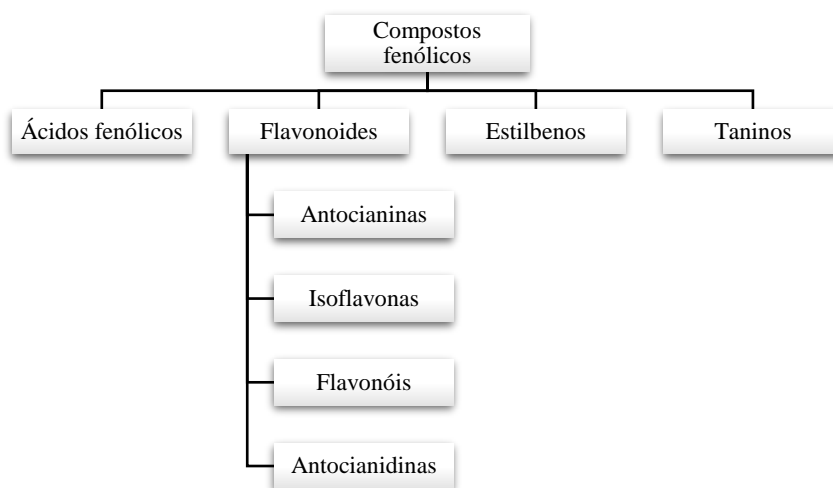 Compostos
fenólicos
Ácidos fenólicos
Flavonoides
Estilbenos
Taninos
Antocianinas
Isoflavonas
Flavonóis
Antocianidinas